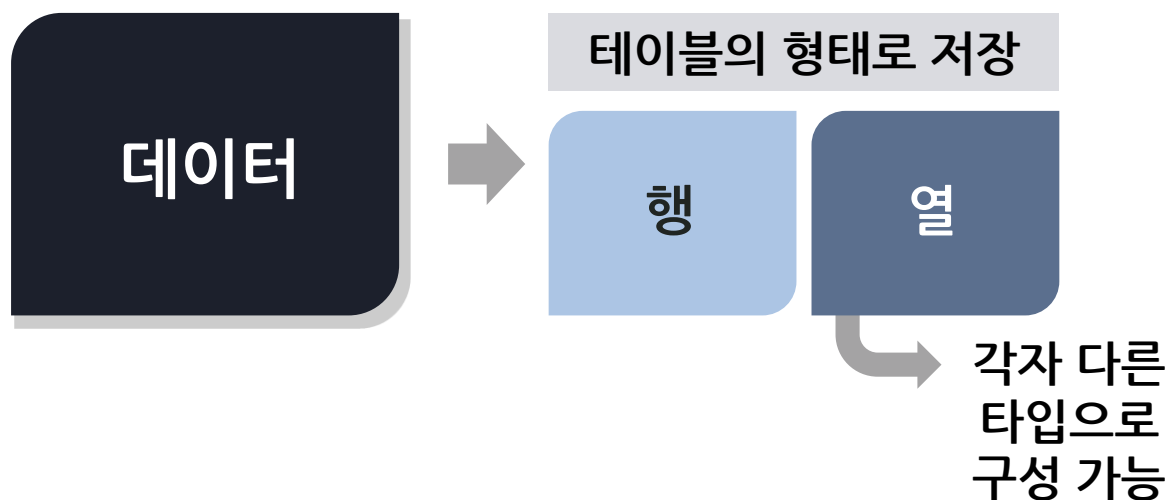 데이터
테이블의 형태로 저장
행
열
각자 다른
타입으로
구성 가능